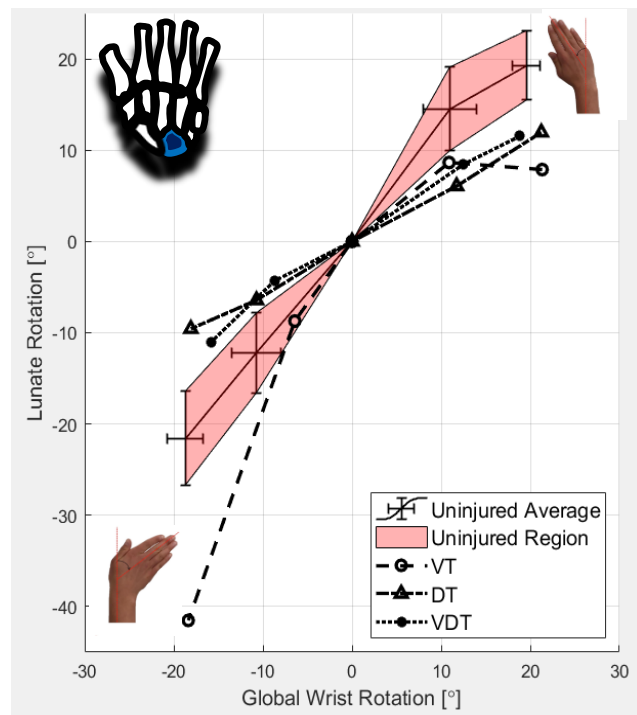 20
10
0
-10
-20
-30
-40
Lunate Rotation [°]
Uninjured Average
Uninjured Region
VT
DT
VDT
-30
-20
-10
0
10
20
30
Global Wrist Rotation [°]